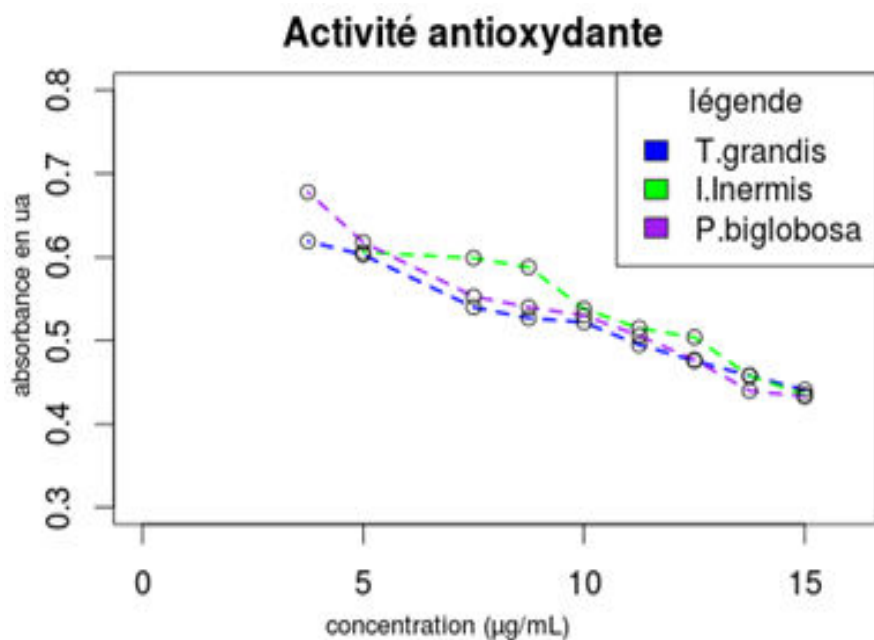 Activité antioxydante
absorbance en ua
0.8
0.7
0.6
0.5
0.4
0.3
légende
T.grandis
I.Inermis
P.biglobosa
0
5
10
15
concentration (µg/mL)